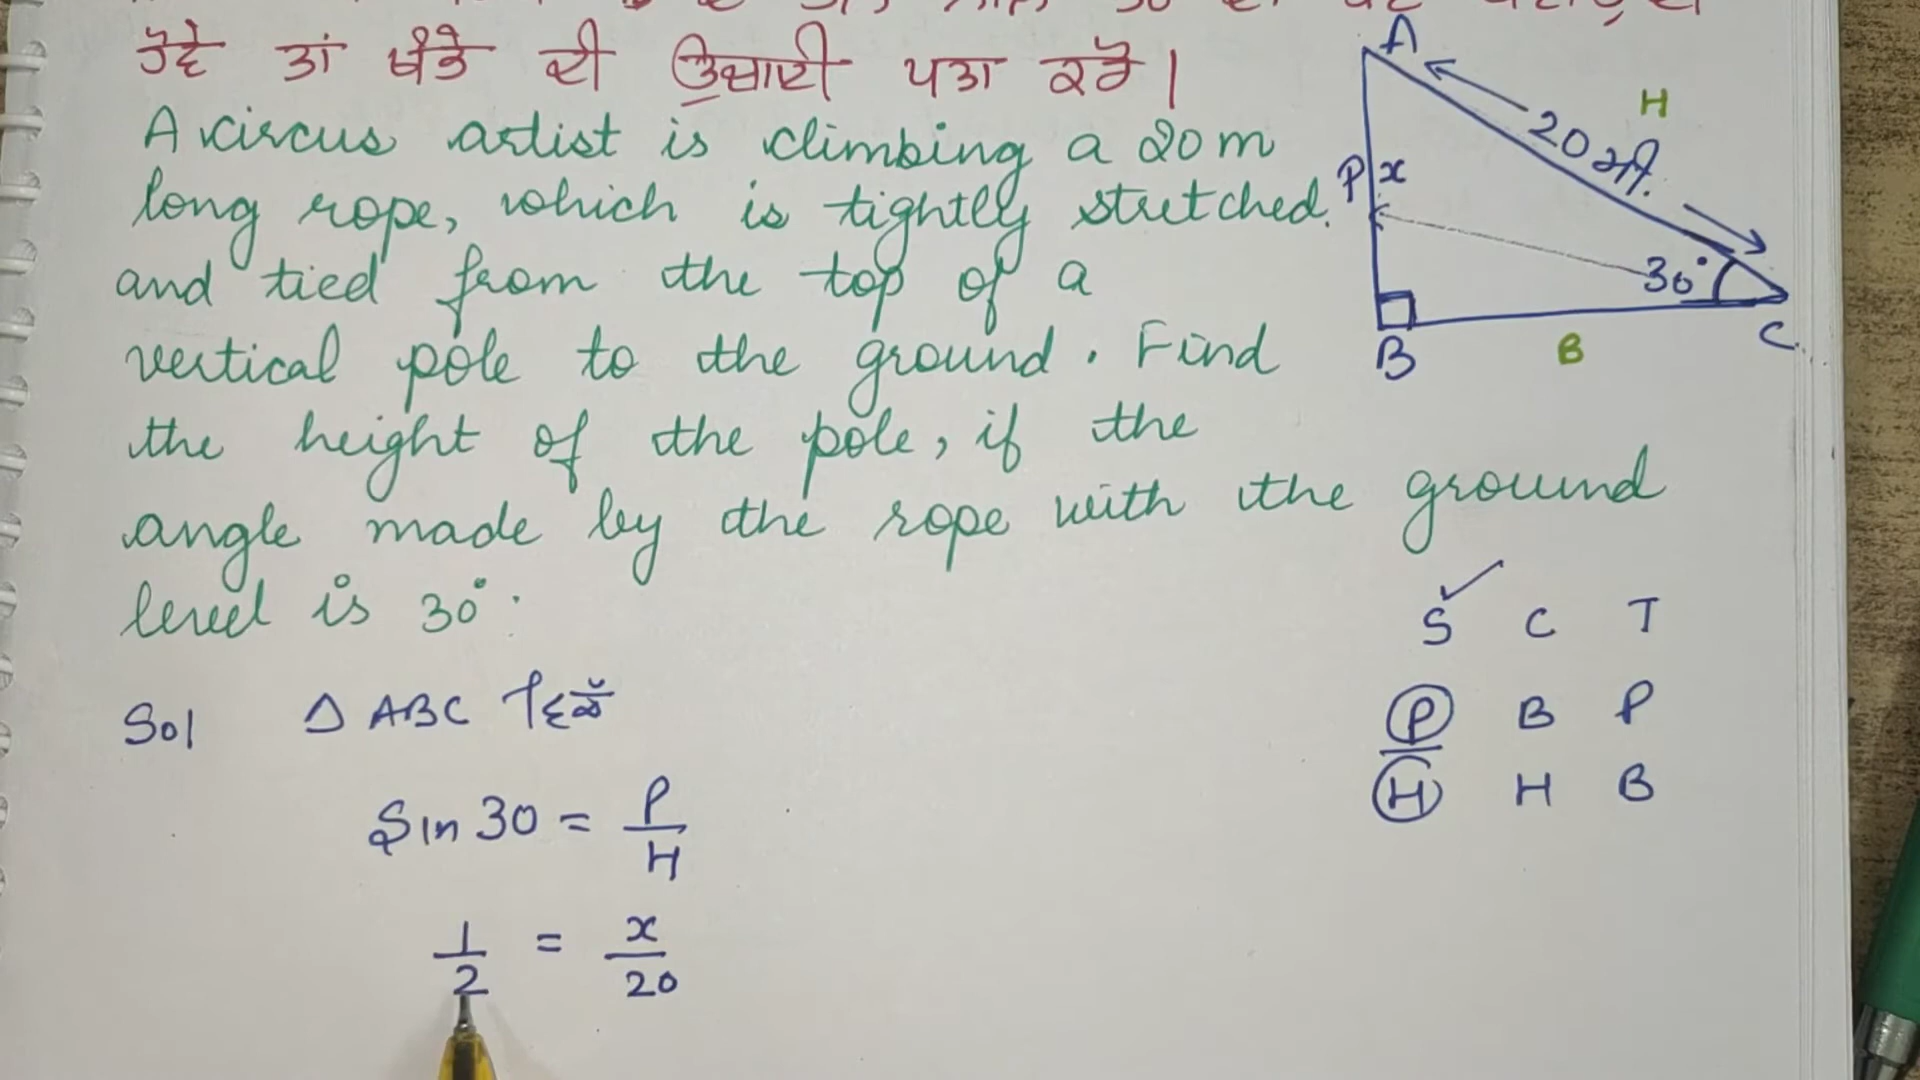 ਹੋਵੇ ਤਾਂ ਖੰਭੇ ਦੀ ਉਚਾਈ ਪਤਾ ਕਰੋ।
A circus artist is climbing a 20 m
long rope, which is tightly stretched
and tied from the top of a
vertical pole to the ground. Find
the height of the pole, if the
angle made by the rope with the ground
level is 30°.
A
H
20 ਮੀ.
P x
30°
B
B
C
S C T
P B P
H H B
Sol Δ ABC ਵਿੱਚ
Sin 30 = P/H
1/2 = x/20